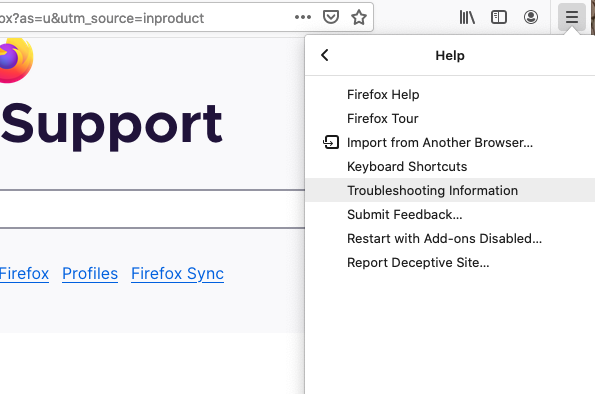 ox?as=u&utm_source=inproduct
Help
Support
Firefox Help
Firefox Tour
Import from Another Browser...
Keyboard Shortcuts
Troubleshooting Information
Submit Feedback...
Restart with Add-ons Disabled...
Report Deceptive Site...
Firefox Profiles Firefox Sync